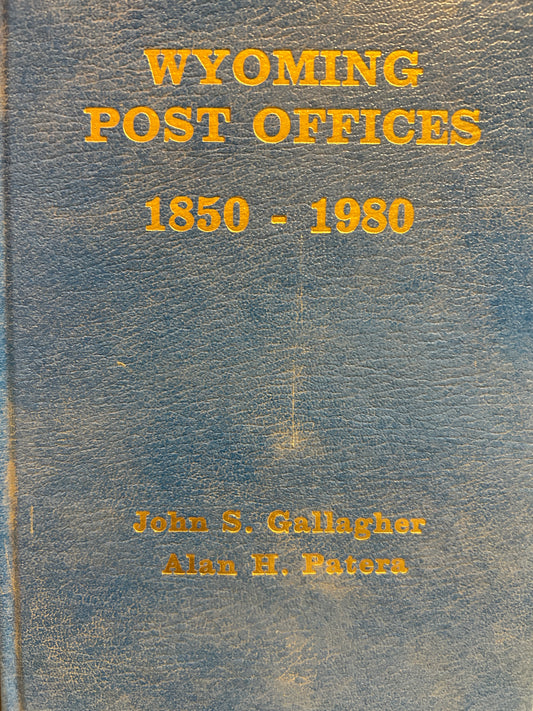 WYOMING
POST OFFICES
1850 - 1980
John S. Gallagher
Alan H. Patera